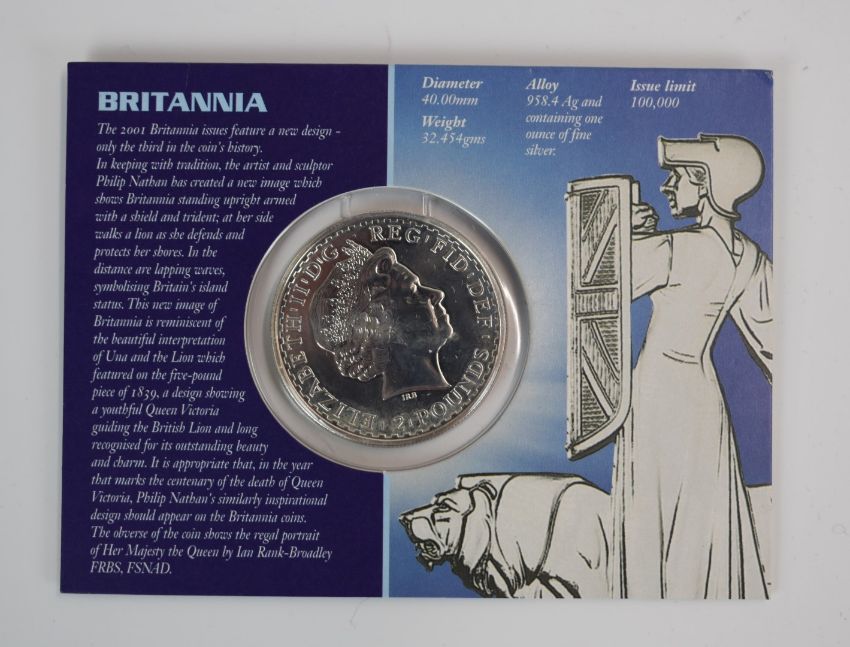 BRITANNIA
The 2001 Britannia issues feature a new design -
only the third in the coin's history.
In keeping with tradition, the artist and sculptor
Philip Nathan has created a new image which
shows Britannia standing upright armed
with a shield and trident; at her side
walks a lion as she defends and
protects her shores. In the
distance are lapping waves,
symbolising Britain's island
status. This new image of
Britannia is reminiscent of
the beautiful interpretation
of Una and the Lion which
featured on the five-pound
piece of 1839, a design showing
a youthful Queen Victoria
guiding the British Lion and long
recognised for its outstanding beauty
and charm. It is appropriate that, in the year
that marks the centenary of the death of Queen
Victoria, Philip Nathan's similarly inspirational
design should appear on the Britannia coins.
The obverse of the coin shows the regal portrait
of Her Majesty the Queen by Ian Rank-Broadley
FRBS, FSNAD.
Diameter
40.00mm
Weight
32.454gms
Alloy
958.4 Ag and
containing one
ounce of fine
silver.
Issue limit
100,000
ELIZABETH·II·D·G REG·FID·DEF·2·POUNDS
IRB